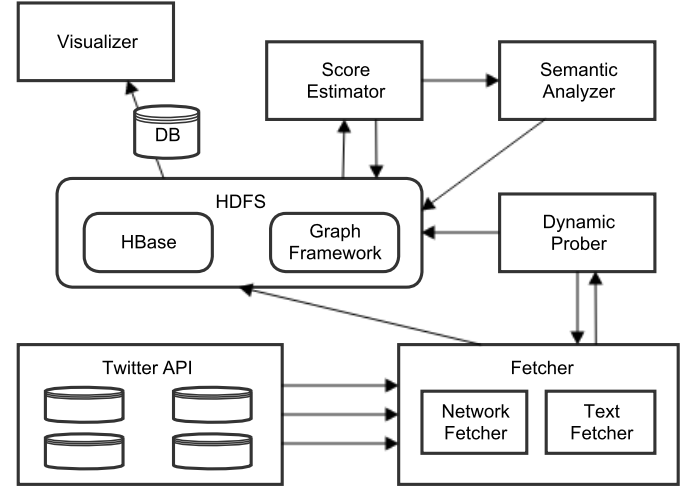 Visualizer
Score
Estimator
Semantic
Analyzer
DB
HDFS
HBase
Graph
Framework
Dynamic
Prober
Twitter API
Fetcher
Network
Fetcher
Text
Fetcher